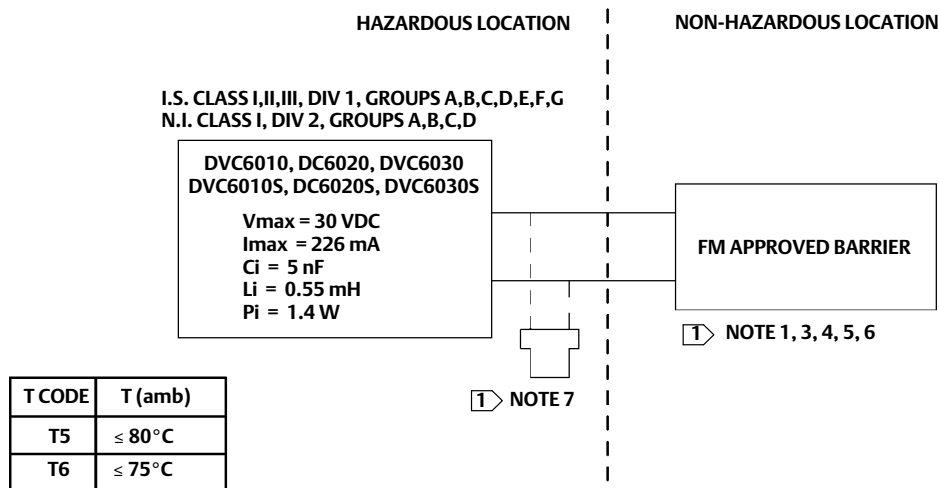 HAZARDOUS LOCATION
NON-HAZARDOUS LOCATION
I.S. CLASS I,II,III, DIV 1, GROUPS A,B,C,D,E,F,G
N.I. CLASS I, DIV 2, GROUPS A,B,C,D
DVC6010, DC6020, DVC6030
DVC6010S, DC6020S, DVC6030S
Vmax = 30 VDC
Imax = 226 mA
Ci = 5 nF
Li = 0.55 mH
Pi = 1.4 W
FM APPROVED BARRIER
1 NOTE 1, 3, 4, 5, 6
1 NOTE 7
T CODE T (amb)
T5 ≤ 80°C
T6 ≤ 75°C